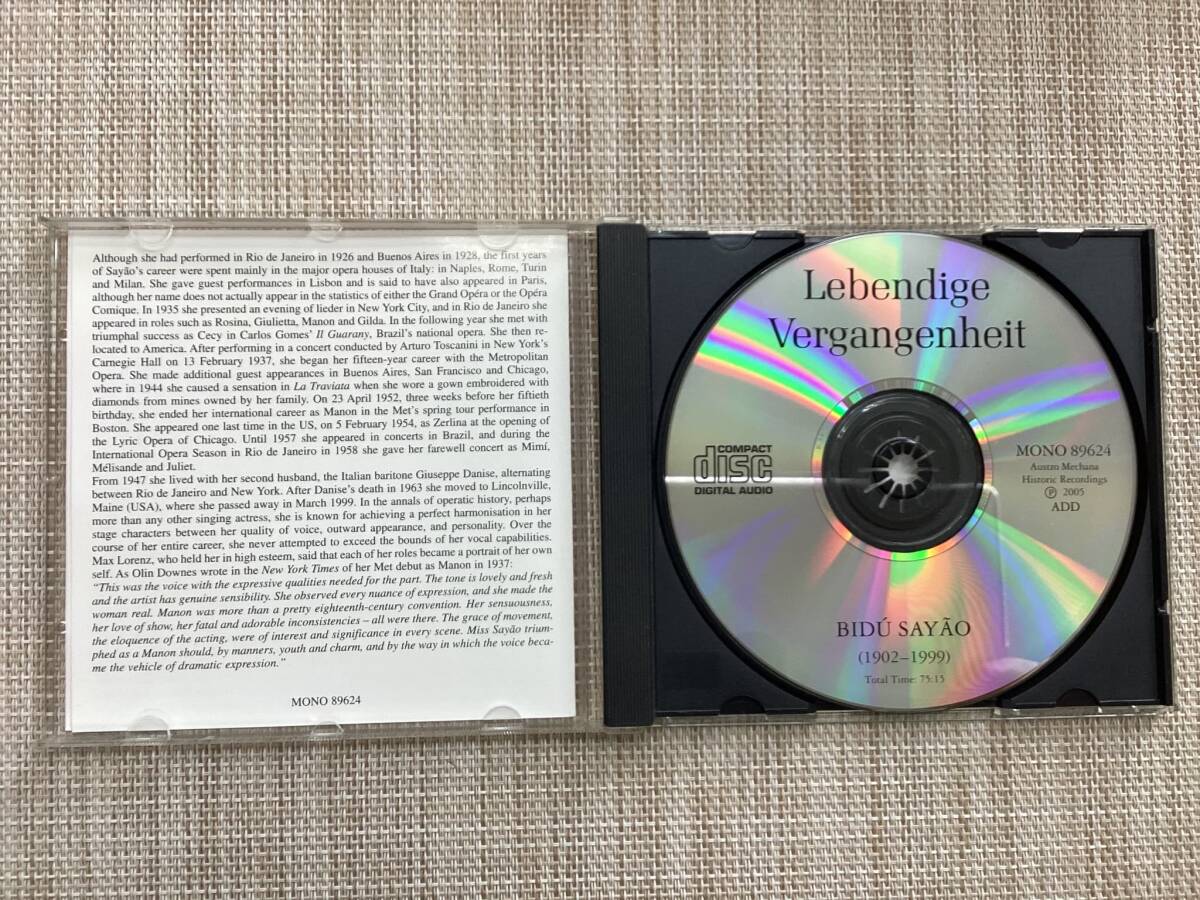 Although she had performed in Rio de Janeiro in 1926 and Buenos Aires in 1928, the first years
of Sayão's career were spent mainly in the major opera houses of Italy: in Naples, Rome, Turin
and Milan. She gave guest performances in Lisbon and is said to have also appeared in Paris,
although her name does not actually appear in the statistics of either the Grand Opéra or the Opéra
Comique. In 1935 she presented an evening of lieder in New York City, and in Rio de Janeiro she
appeared in roles such as Rosina, Giulietta, Manon and Gilda. In the following year she met with
triumphal success as Cecy in Carlos Gomes' Il Guarany, Brazil's national opera. She then re-
located to America. After performing in a concert conducted by Arturo Toscanini in New York's
Carnegie Hall on 13 February 1937, she began her fifteen-year career with the Metropolitan
Opera. She made additional guest appearances in Buenos Aires, San Francisco and Chicago,
where in 1944 she caused a sensation in La Traviata when she wore a gown embroidered with
diamonds from mines owned by her family. On 23 April 1952, three weeks before her fiftieth
birthday, she ended her international career as Manon in the Met's spring tour performance in
Boston. She appeared one last time in the US, on 5 February 1954, as Zerlina at the opening of
the Lyric Opera of Chicago. Until 1957 she appeared in concerts in Brazil, and during the
International Opera Season in Rio de Janeiro in 1958 she gave her farewell concert as Mimí,
Mélisande and Juliet.
From 1947 she lived with her second husband, the Italian baritone Giuseppe Danise, alternating
between Rio de Janeiro and New York. After Danise's death in 1963 she moved to Lincolnville,
Maine (USA), where she passed away in March 1999. In the annals of operatic history, perhaps
more than any other singing actress, she is known for achieving a perfect harmonisation in her
stage characters between her quality of voice, outward appearance, and personality. Over the
course of her entire career, she never attempted to exceed the bounds of her vocal capabilities.
Max Lorenz, who held her in high esteem, said that each of her roles became a portrait of her own
self. As Olin Downes wrote in the New York Times of her Met debut as Manon in 1937:
"This was the voice with the expressive qualities needed for the part. The tone is lovely and fresh
and the artist has genuine sensibility. She observed every nuance of expression, and she made the
woman real. Manon was more than a pretty eighteenth-century convention. Her sensuousness,
her love of show, her fatal and adorable inconsistencies – all were there. The grace of movement,
the eloquence of the acting, were of interest and significance in every scene. Miss Sayão trium-
phed as a Manon should, by manners, youth and charm, and by the way in which the voice beca-
me the vehicle of dramatic expression."
MONO 89624
Lebendige
Vergangenheit
COMPACT
disc
DIGITAL AUDIO
MONO 89624
Austro Mechana
Historic Recordings
Ⓟ 2005
ADD
BIDÚ SAYÃO
(1902–1999)
Total Time: 75:15